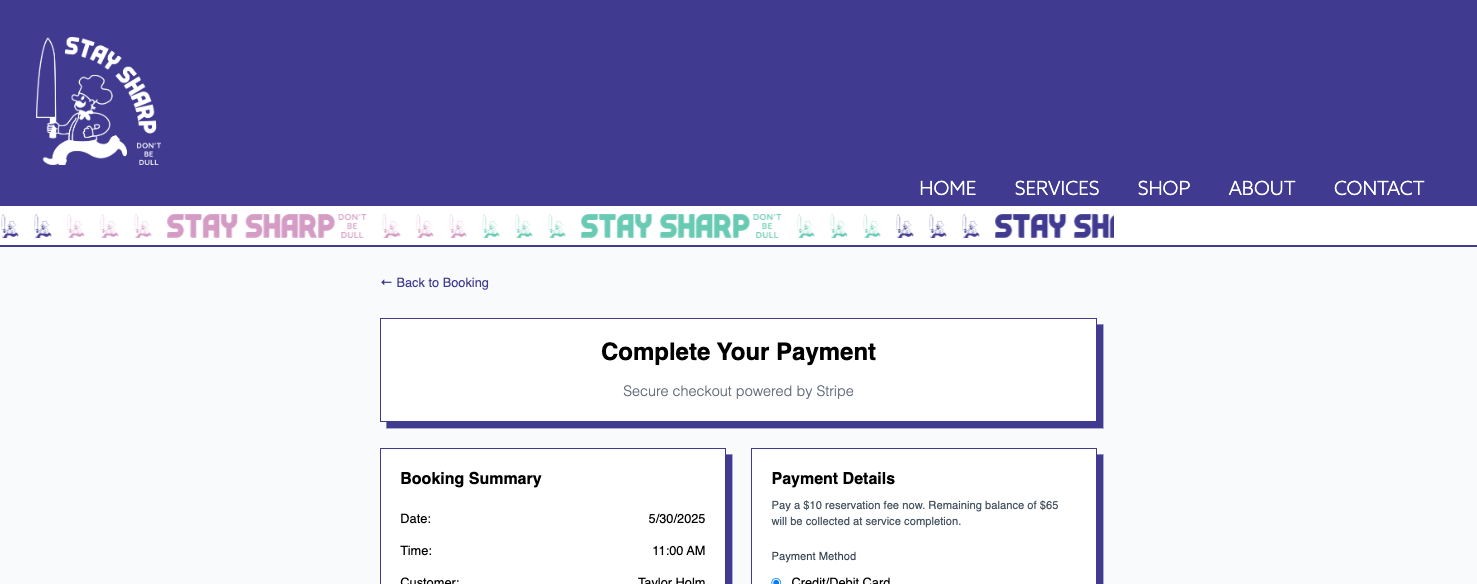 STAY SHARP
DON'T
BE
DULL
HOME SERVICES SHOP ABOUT CONTACT
STAY SHARP DON'T BE DULL STAY SHARP DON'T BE DULL STAY SH
← Back to Booking
Complete Your Payment
Secure checkout powered by Stripe
Booking Summary
Date: 5/30/2025
Time: 11:00 AM
Customer: Taylor Holm
Payment Details
Pay a $10 reservation fee now. Remaining balance of $65
will be collected at service completion.
Payment Method
Credit/Debit Card